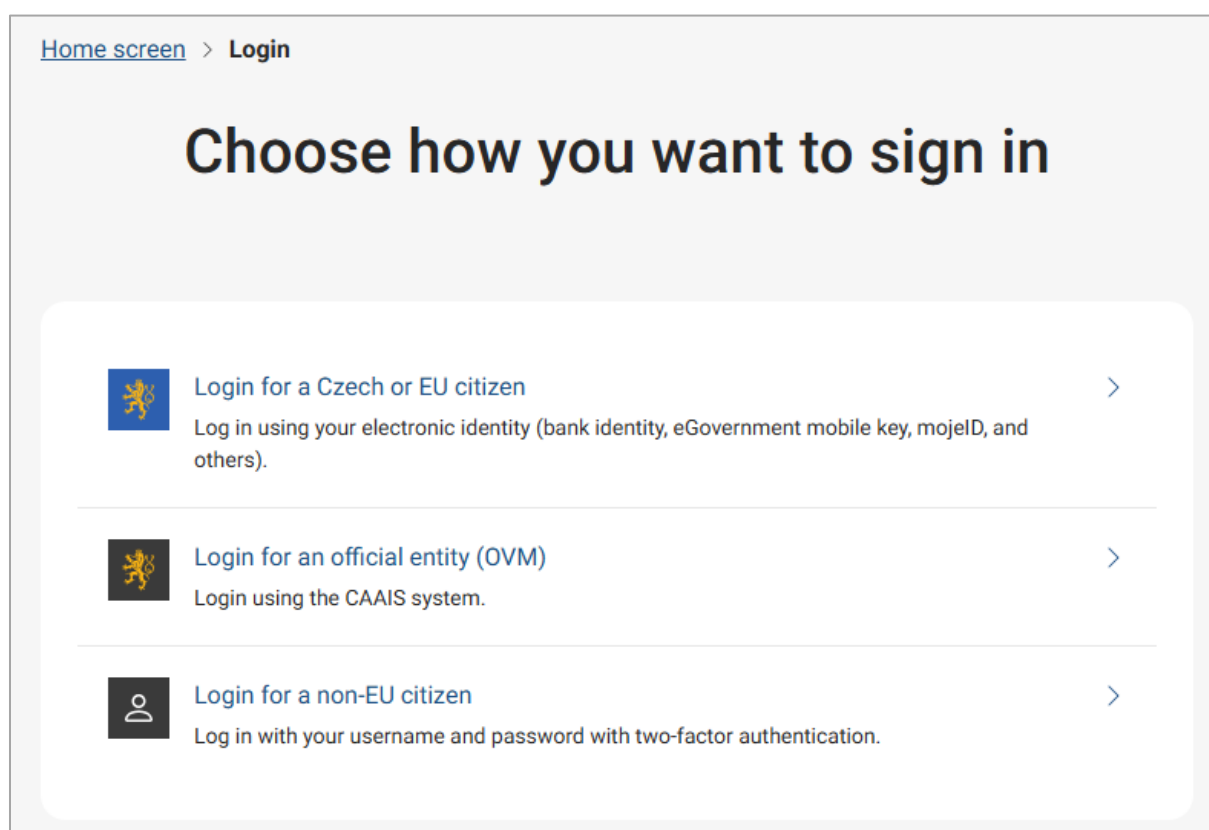 Home screen > Login
Choose how you want to sign in
Login for a Czech or EU citizen
Log in using your electronic identity (bank identity, eGovernment mobile key, mojeID, and
others).
Login for an official entity (OVM)
Login using the CAAIS system.
Login for a non-EU citizen
Log in with your username and password with two-factor authentication.